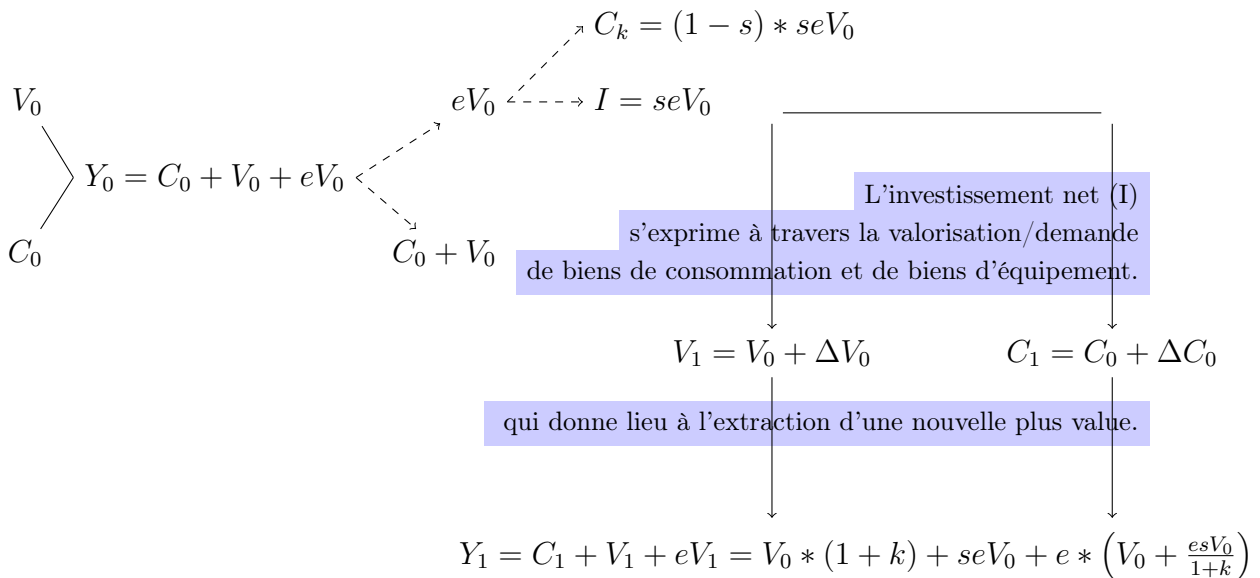 C_k = (1 − s) ∗ seV_0
V_0
eV_0
I = seV_0
Y_0 = C_0 + V_0 + eV_0
C_0
C_0 + V_0
L'investissement net (I)
s'exprime à travers la valorisation/demande
de biens de consommation et de biens d'équipement.
V_1 = V_0 + ΔV_0
C_1 = C_0 + ΔC_0
qui donne lieu à l'extraction d'une nouvelle plus value.
Y_1 = C_1 + V_1 + eV_1 = V_0 ∗ (1 + k) + seV_0 + e ∗ (V_0 + \frac{esV_0}{1+k})